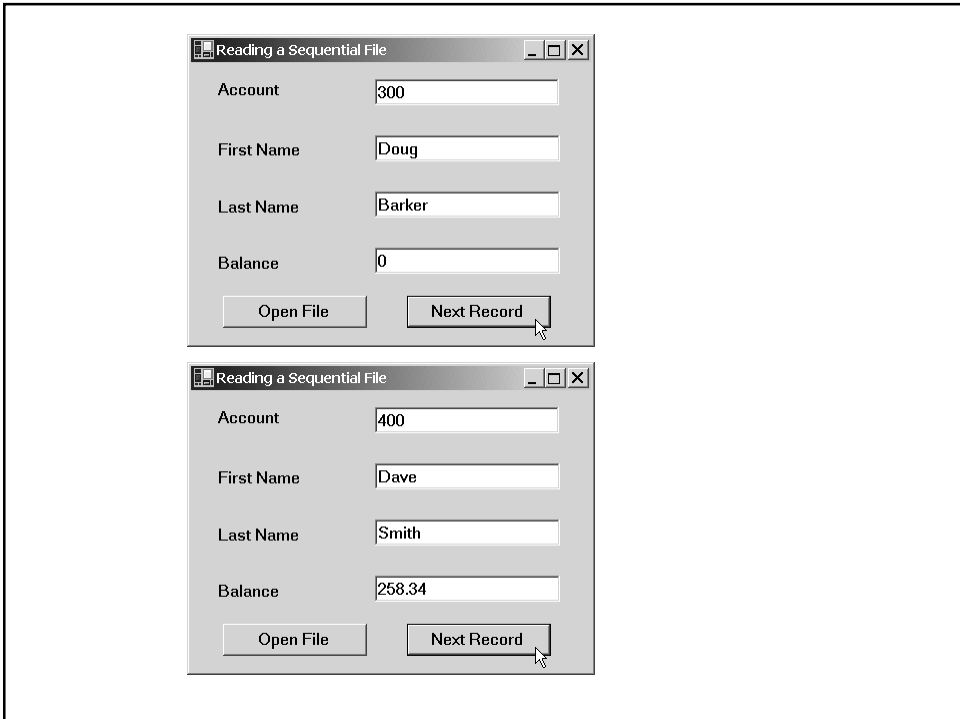 Reading a Sequential File
Account 300
First Name Doug
Last Name Barker
Balance 0
Open File Next Record
Reading a Sequential File
Account 400
First Name Dave
Last Name Smith
Balance 258.34
Open File Next Record